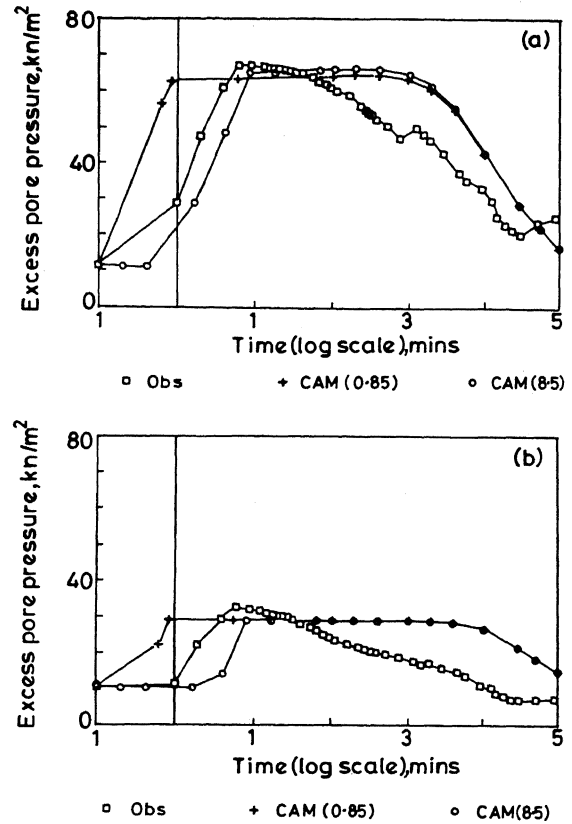 80
(a)
Excess pore pressure, kn/m²
40
0
1 1 3 5
Time (log scale), mins
Obs CAM (0·85) CAM (8·5)
80
(b)
Excess pore pressure, kn/m²
40
0
1 1 3 5
Time (log scale), mins
Obs CAM (0·85) CAM (8·5)